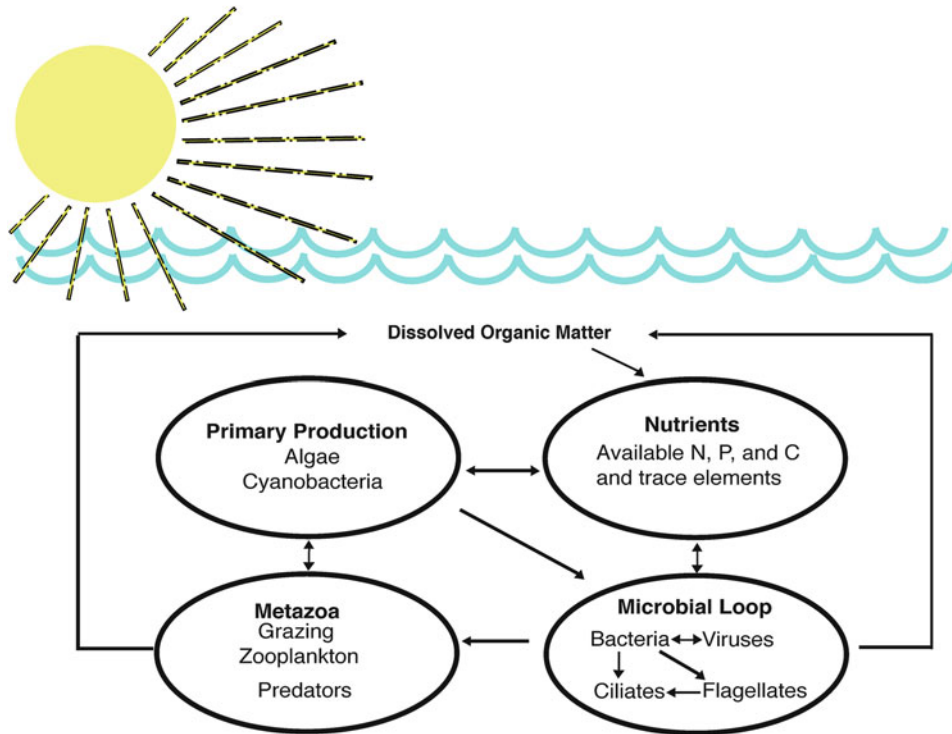 Dissolved Organic Matter
Primary Production
Algae
Cyanobacteria
Nutrients
Available N, P, and C
and trace elements
Metazoa
Grazing
Zooplankton
Predators
Microbial Loop
Bacteria Viruses
Ciliates Flagellates